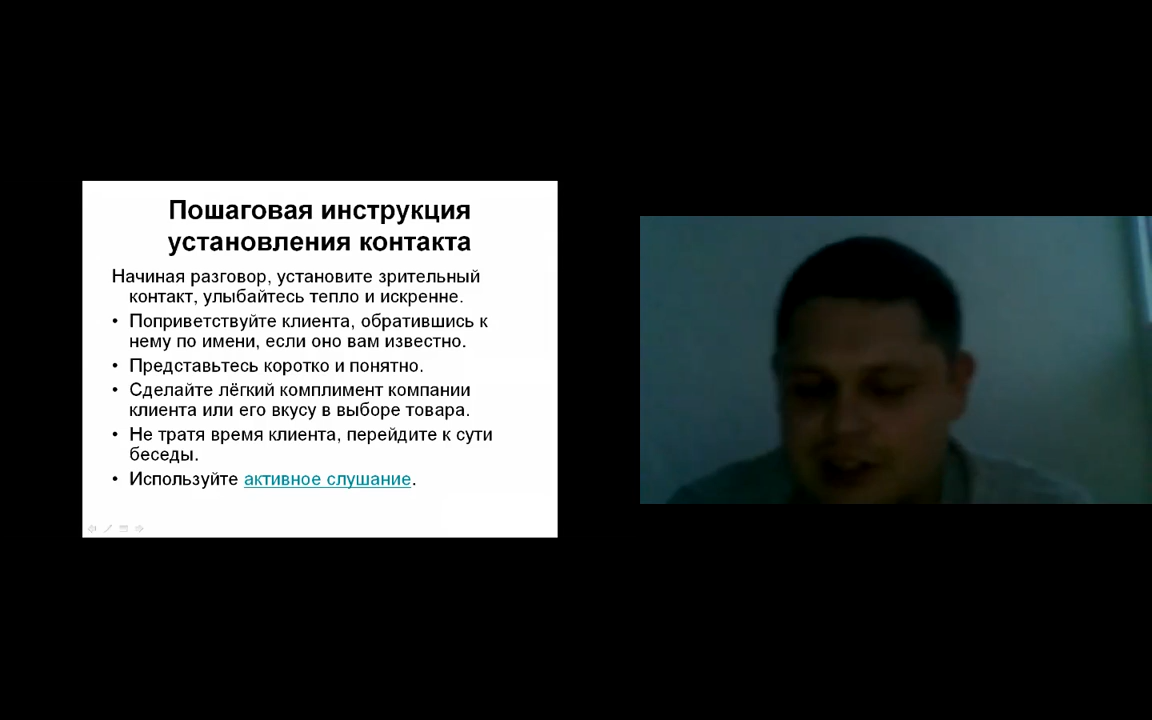 Пошаговая инструкция
установления контакта
Начиная разговор, установите зрительный
контакт, улыбайтесь тепло и искренне.
• Поприветствуйте клиента, обратившись к
нему по имени, если оно вам известно.
• Представьтесь коротко и понятно.
• Сделайте лёгкий комплимент компании
клиента или его вкусу в выборе товара.
• Не тратя время клиента, перейдите к сути
беседы.
• Используйте активное слушание.